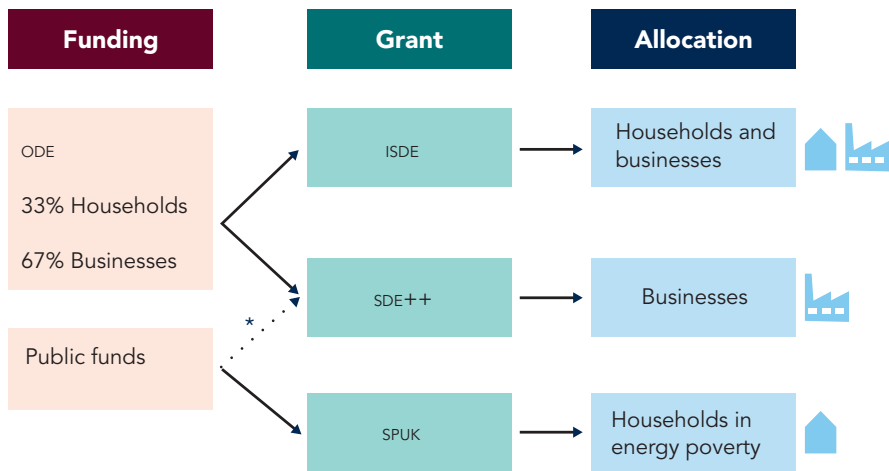 Funding
Grant
Allocation
ODE
33% Households
67% Businesses
Public funds
*
ISDE
SDE++
SPUK
Households and
businesses
Businesses
Households in
energy poverty